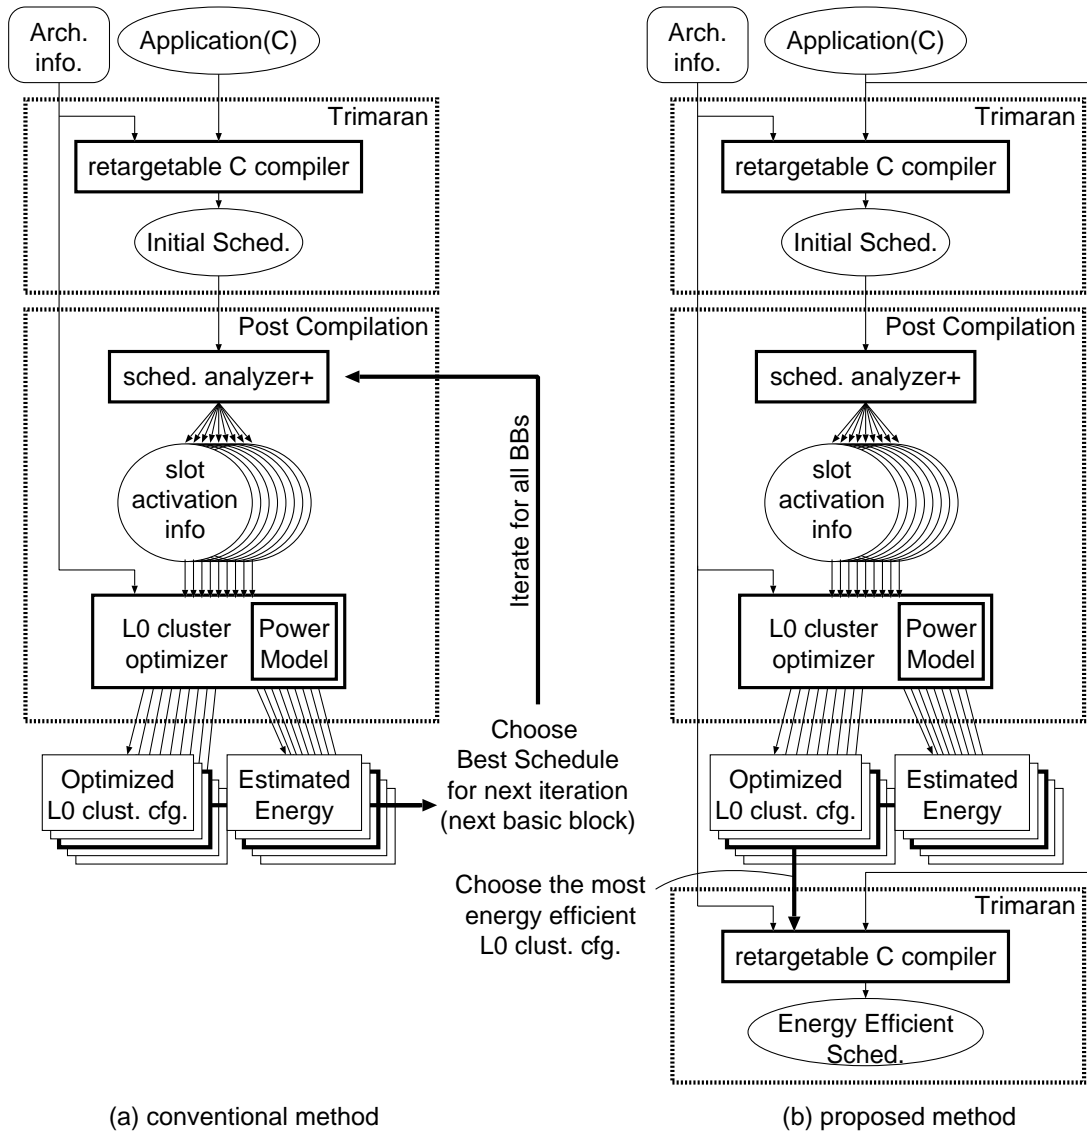 Arch.
info.
Application(C)
Trimaran
retargetable C compiler
Initial Sched.
Post Compilation
sched. analyzer+
slot
activation
info
L0 cluster
optimizer
Power
Model
Optimized
L0 clust. cfg.
Estimated
Energy
Iterate for all BBs
Choose
Best Schedule
for next iteration
(next basic block)
(a) conventional method
Arch.
info.
Application(C)
Trimaran
retargetable C compiler
Initial Sched.
Post Compilation
sched. analyzer+
slot
activation
info
L0 cluster
optimizer
Power
Model
Optimized
L0 clust. cfg.
Estimated
Energy
Choose the most
energy efficient
L0 clust. cfg.
Trimaran
retargetable C compiler
Energy Efficient
Sched.
(b) proposed method